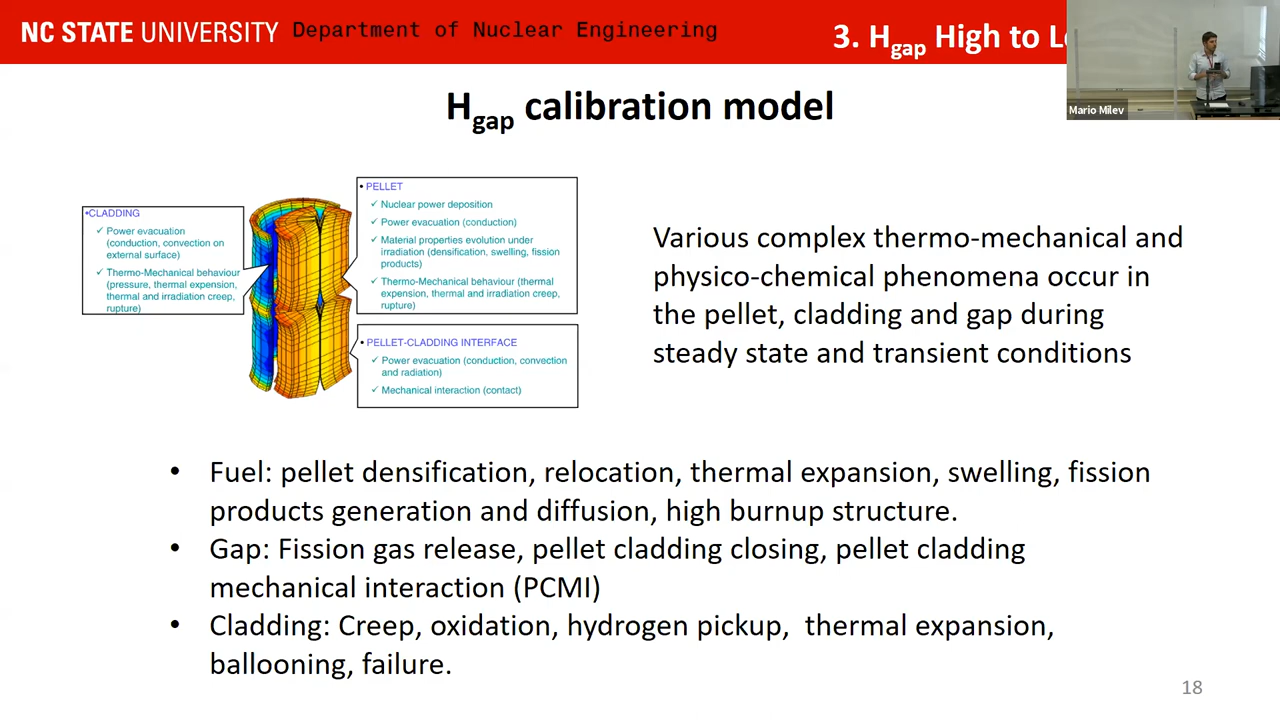 NC STATE UNIVERSITY Department of Nuclear Engineering
3. Hgap High to Lo
Mario Milev
Hgap calibration model
•CLADDING
✓ Power evacuation
(conduction, convection on
external surface)
✓ Thermo-Mechanical behaviour
(pressure, thermal expansion,
thermal and irradiation creep,
rupture)
• PELLET
✓ Nuclear power deposition
✓ Power evacuation (conduction)
✓ Material properties evolution under
irradiation (densification, swelling, fission
products)
✓ Thermo-Mechanical behaviour (thermal
expansion, thermal and irradiation creep,
rupture)
• PELLET-CLADDING INTERFACE
✓ Power evacuation (conduction, convection
and radiation)
✓ Mechanical interaction (contact)
Various complex thermo-mechanical and
physico-chemical phenomena occur in
the pellet, cladding and gap during
steady state and transient conditions
• Fuel: pellet densification, relocation, thermal expansion, swelling, fission
products generation and diffusion, high burnup structure.
• Gap: Fission gas release, pellet cladding closing, pellet cladding
mechanical interaction (PCMI)
• Cladding: Creep, oxidation, hydrogen pickup, thermal expansion,
ballooning, failure.
18